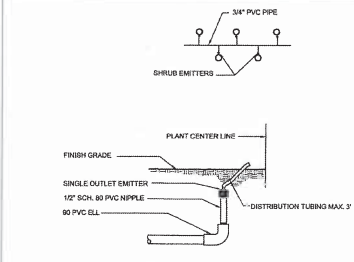 3/4" PVC PIPE
SHRUB EMITTERS
PLANT CENTER LINE
FINISH GRADE
SINGLE OUTLET EMITTER
1/2" SCH. 80 PVC NIPPLE
DISTRIBUTION TUBING MAX. 3'
80 PVC ELL